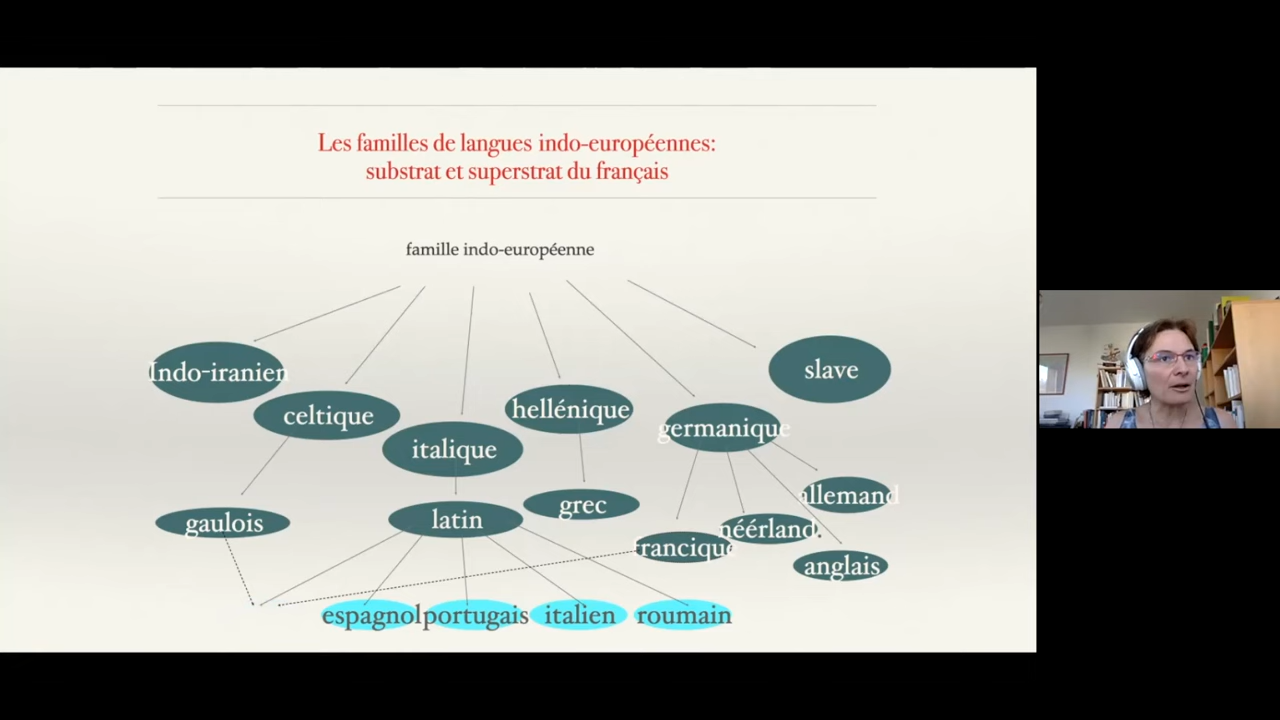 Les familles de langues indo-européennes:
substrat et superstrat du français
famille indo-européenne
Indo-iranien
celtique
italique
hellénique
germanique
slave
gaulois
latin
grec
francique
néérland.
allemand
anglais
espagnol
portugais
italien
roumain